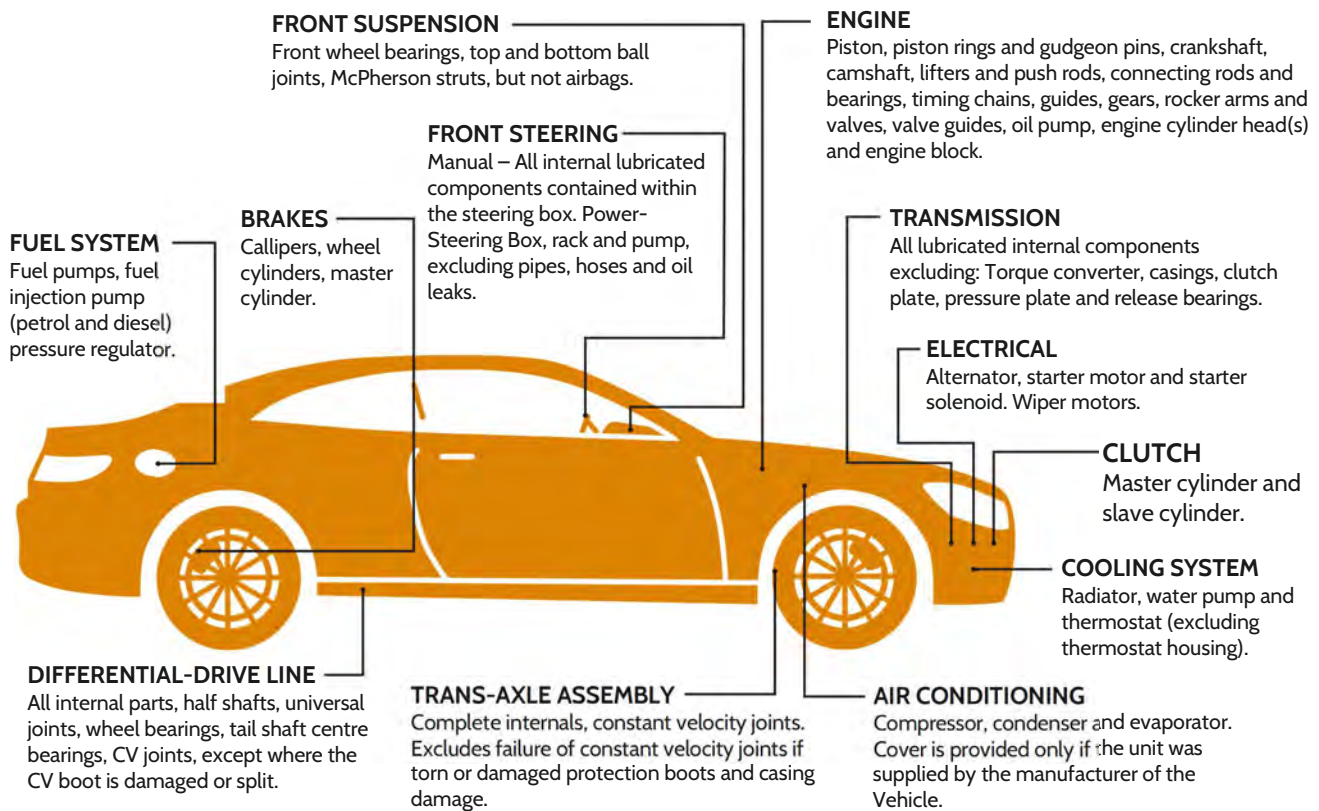 FRONT SUSPENSION
Front wheel bearings, top and bottom ball
joints, McPherson struts, but not airbags.
ENGINE
Piston, piston rings and gudgeon pins, crankshaft,
camshaft, lifters and push rods, connecting rods and
bearings, timing chains, guides, gears, rocker arms and
valves, valve guides, oil pump, engine cylinder head(s)
and engine block.
FRONT STEERING
Manual – All internal lubricated
components contained within
the steering box. Power-
Steering Box, rack and pump,
excluding pipes, hoses and oil
leaks.
BRAKES
Callipers, wheel
cylinders, master
cylinder.
FUEL SYSTEM
Fuel pumps, fuel
injection pump
(petrol and diesel)
pressure regulator.
TRANSMISSION
All lubricated internal components
excluding: Torque converter, casings, clutch
plate, pressure plate and release bearings.
ELECTRICAL
Alternator, starter motor and starter
solenoid. Wiper motors.
CLUTCH
Master cylinder and
slave cylinder.
COOLING SYSTEM
Radiator, water pump and
thermostat (excluding
thermostat housing).
DIFFERENTIAL-DRIVE LINE
All internal parts, half shafts, universal
joints, wheel bearings, tail shaft centre
bearings, CV joints, except where the
CV boot is damaged or split.
TRANS-AXLE ASSEMBLY
Complete internals, constant velocity joints.
Excludes failure of constant velocity joints if
torn or damaged protection boots and casing
damage.
AIR CONDITIONING
Compressor, condenser and evaporator.
Cover is provided only if the unit was
supplied by the manufacturer of the
Vehicle.